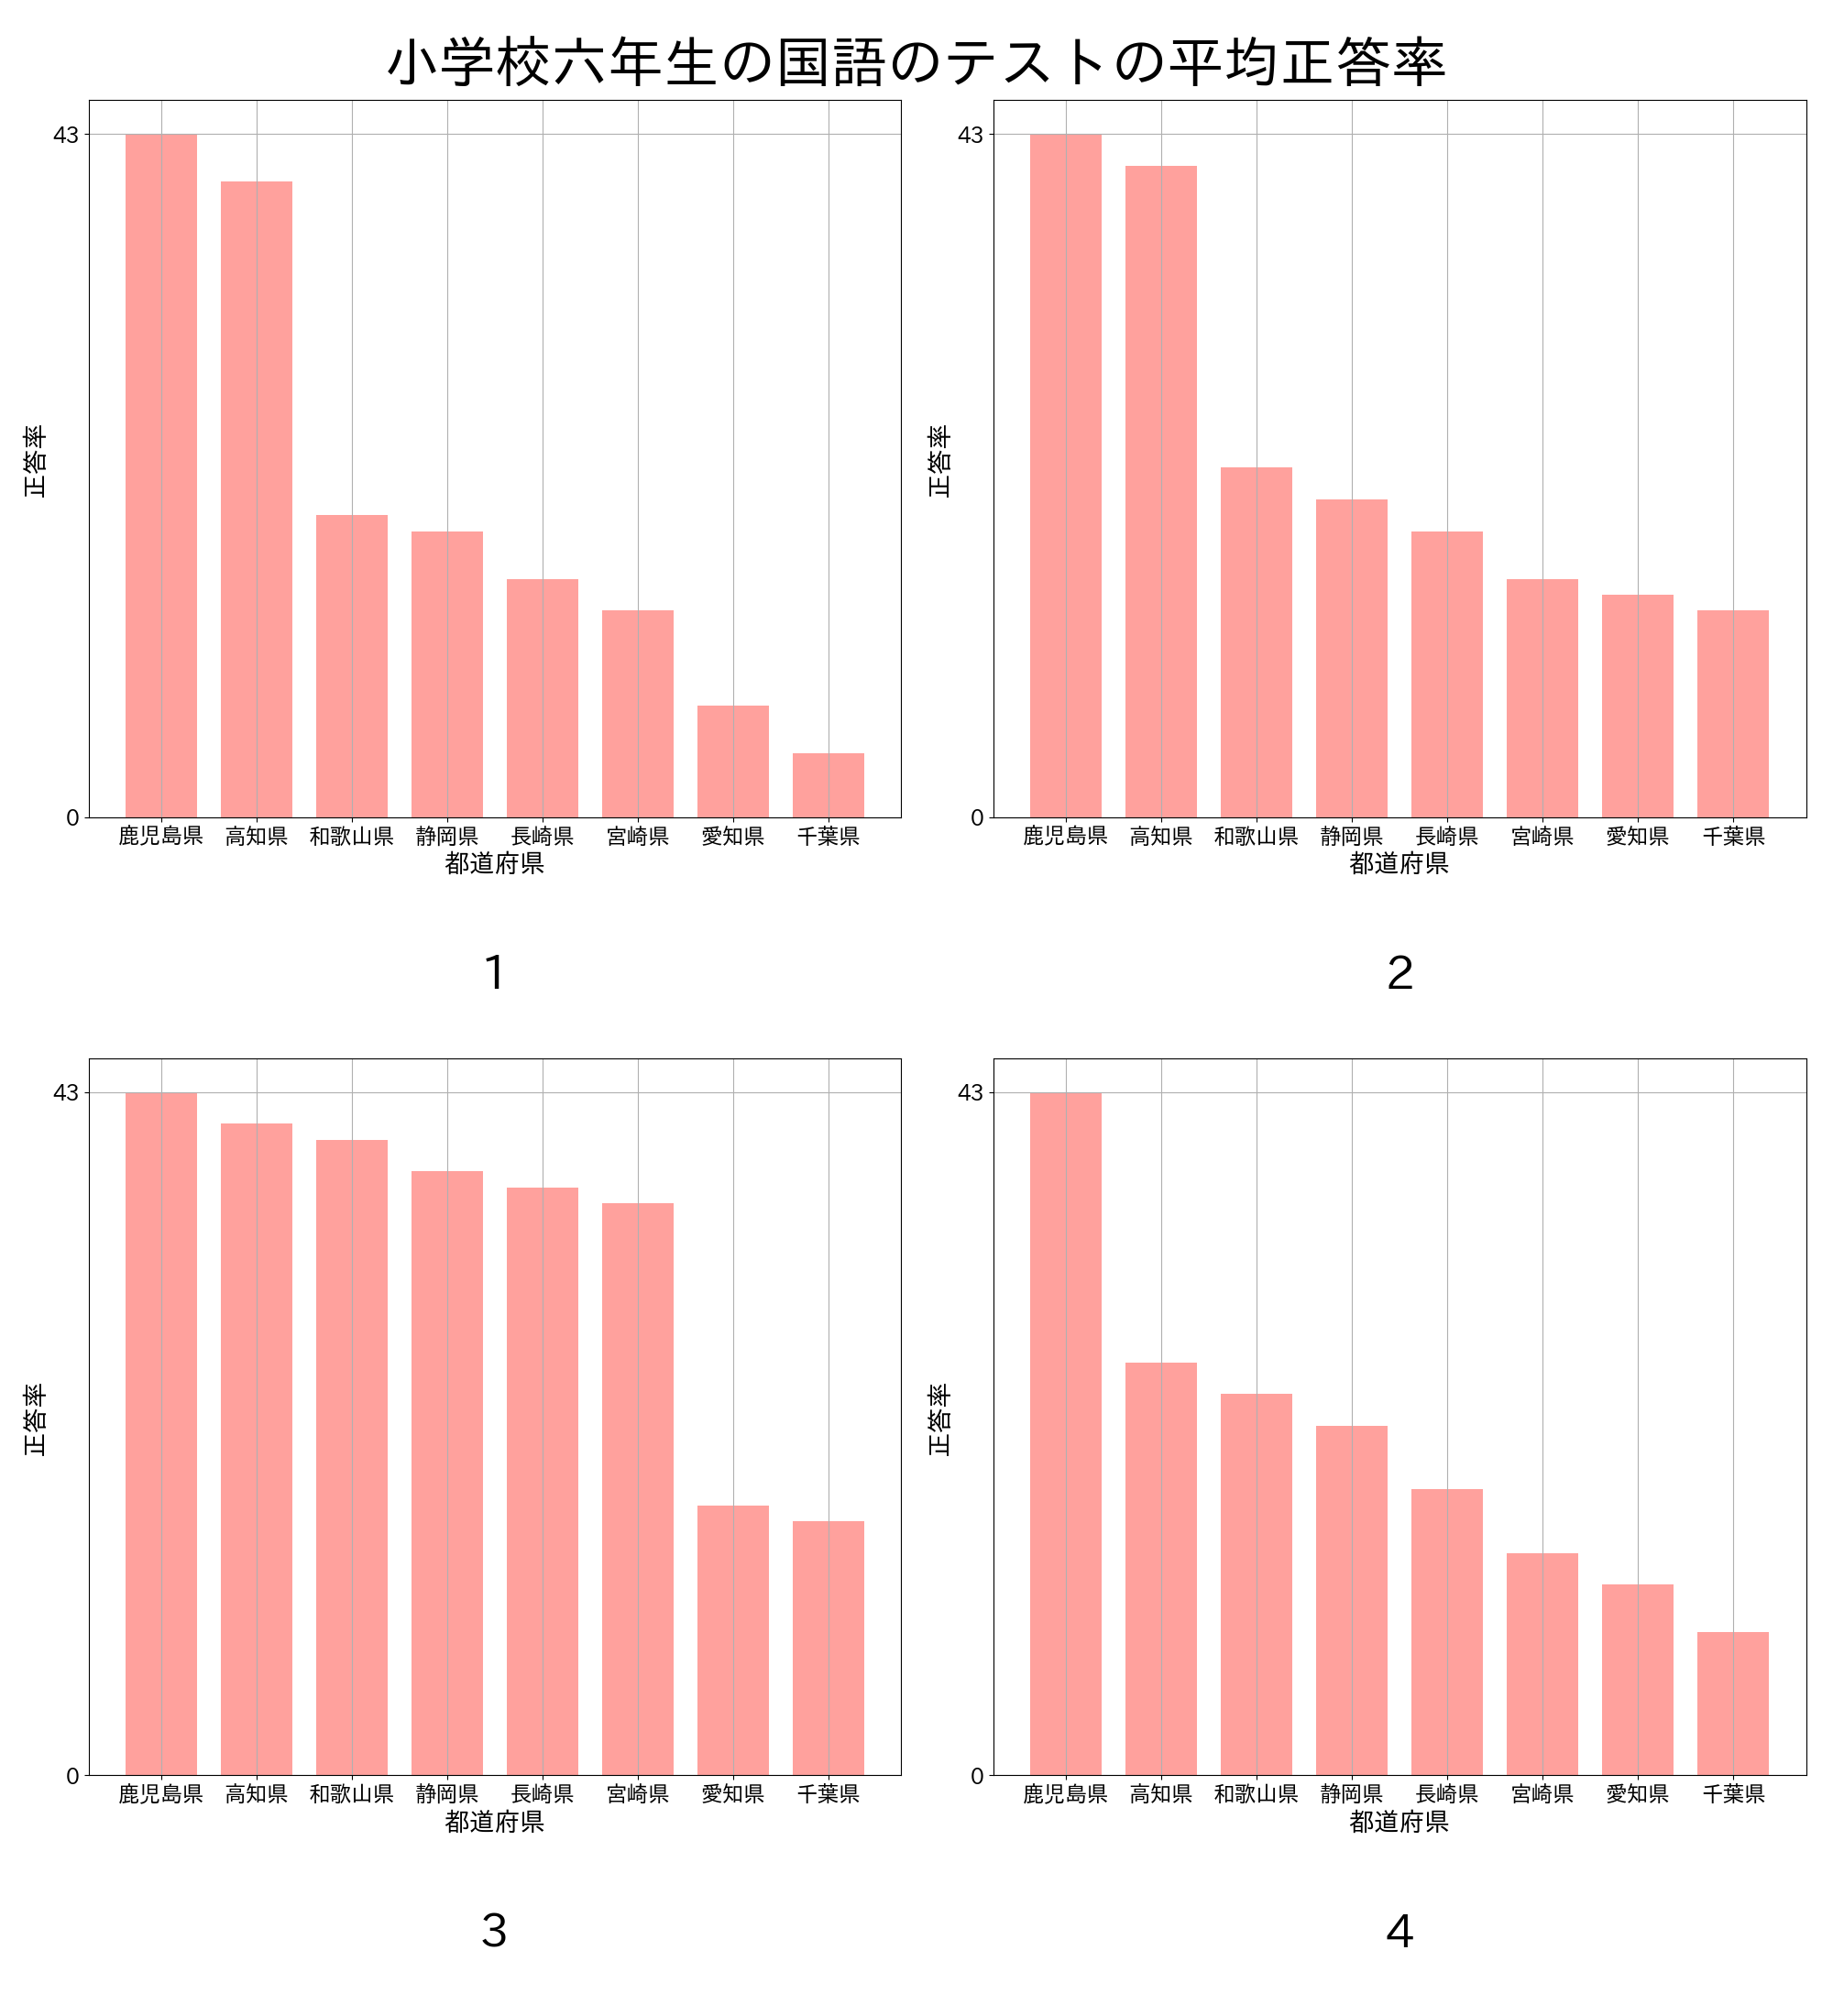 小学校六年生の国語のテストの平均正答率
43
正答率
0
鹿児島県 高知県 和歌山県 静岡県 長崎県 宮崎県 愛知県 千葉県
都道府県
1
43
正答率
0
鹿児島県 高知県 和歌山県 静岡県 長崎県 宮崎県 愛知県 千葉県
都道府県
2
43
正答率
0
鹿児島県 高知県 和歌山県 静岡県 長崎県 宮崎県 愛知県 千葉県
都道府県
3
43
正答率
0
鹿児島県 高知県 和歌山県 静岡県 長崎県 宮崎県 愛知県 千葉県
都道府県
4